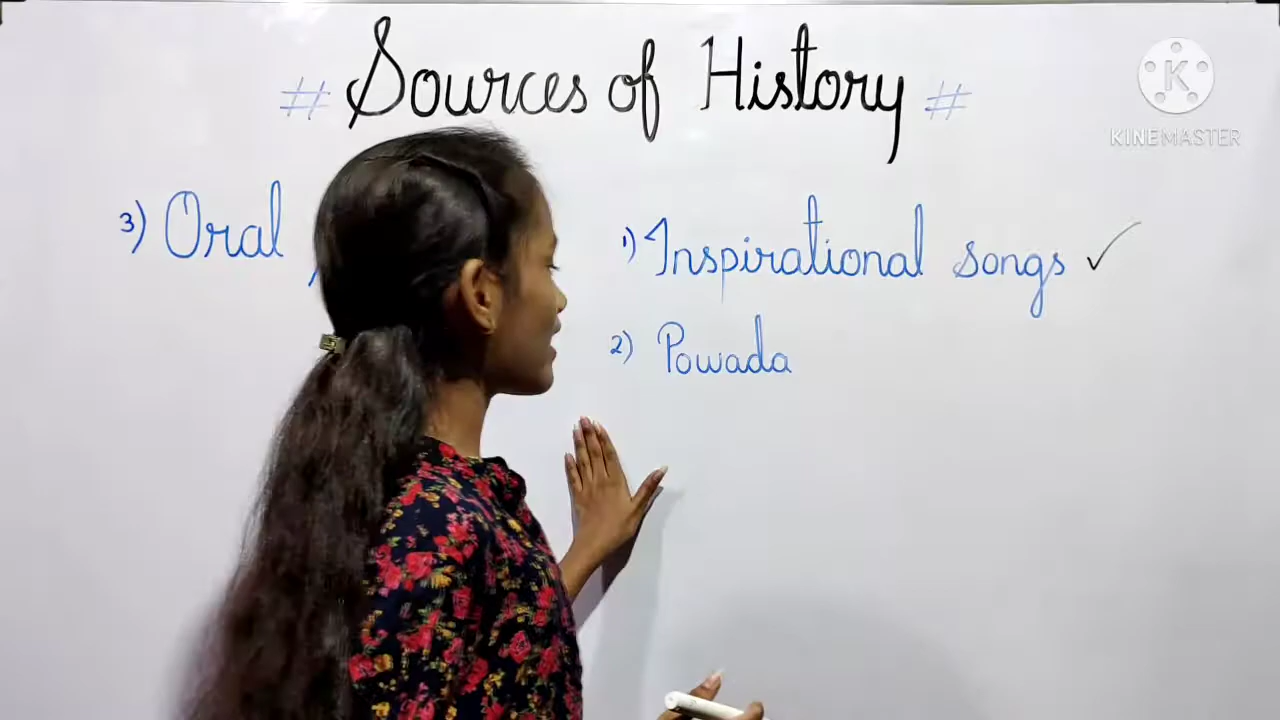 # Sources of History #
KINEMASTER
3) Oral
1) Inspirational songs ✓
2) Powada